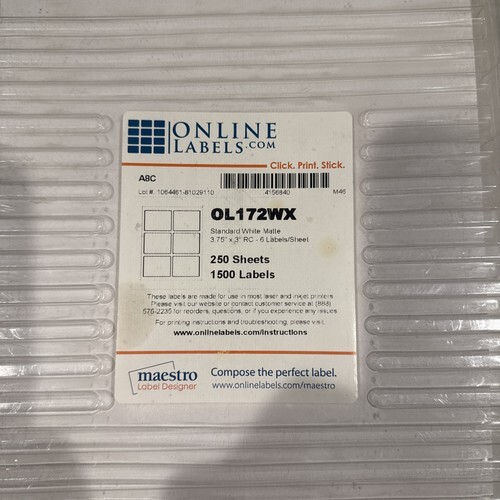 ONLINE
LABELS.COM
Click. Print. Stick.
A8C
Lot #: 1064461-81029110
4156840
M46
OL172WX
Standard White Matte
3.75" x 3" RC - 6 Labels/Sheet
250 Sheets
1500 Labels
These labels are made for use in most laser and inkjet printers.
Please visit our website or contact customer service at (888)
575-2235 for reorders, questions, or if you experience any issues.
For printing instructions and troubleshooting, please visit:
www.onlinelabels.com/instructions
maestro
Label Designer
Compose the perfect label.
www.onlinelabels.com/maestro